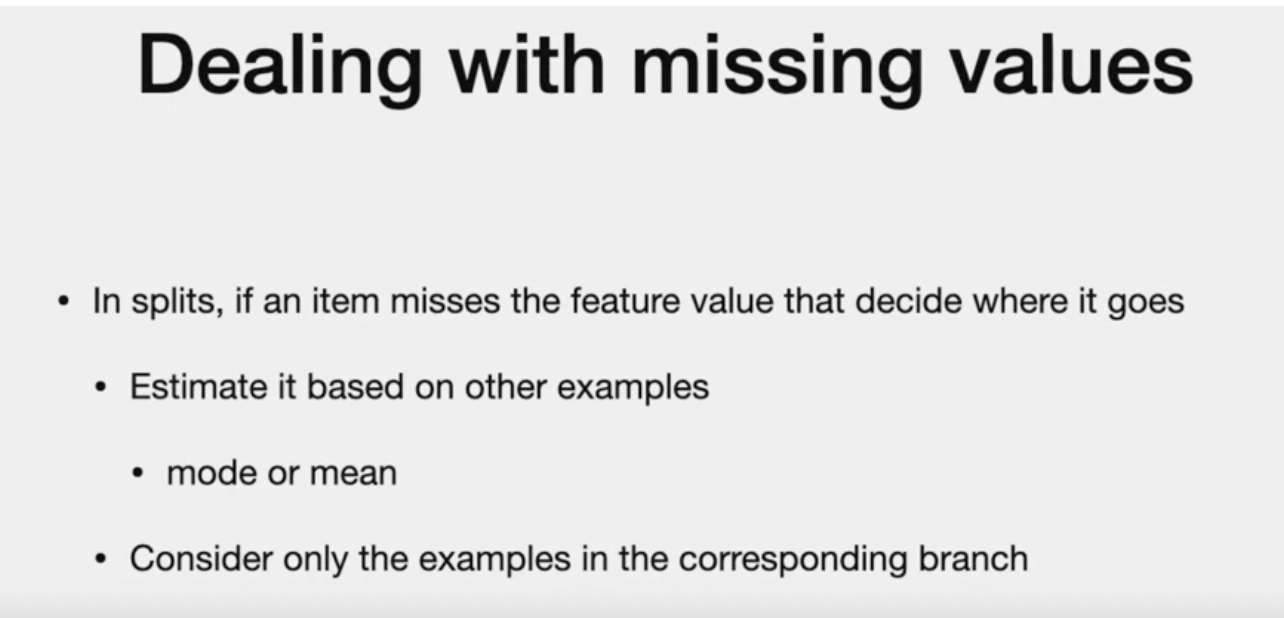 Dealing with missing values
• In splits, if an item misses the feature value that decide where it goes
• Estimate it based on other examples
• mode or mean
• Consider only the examples in the corresponding branch